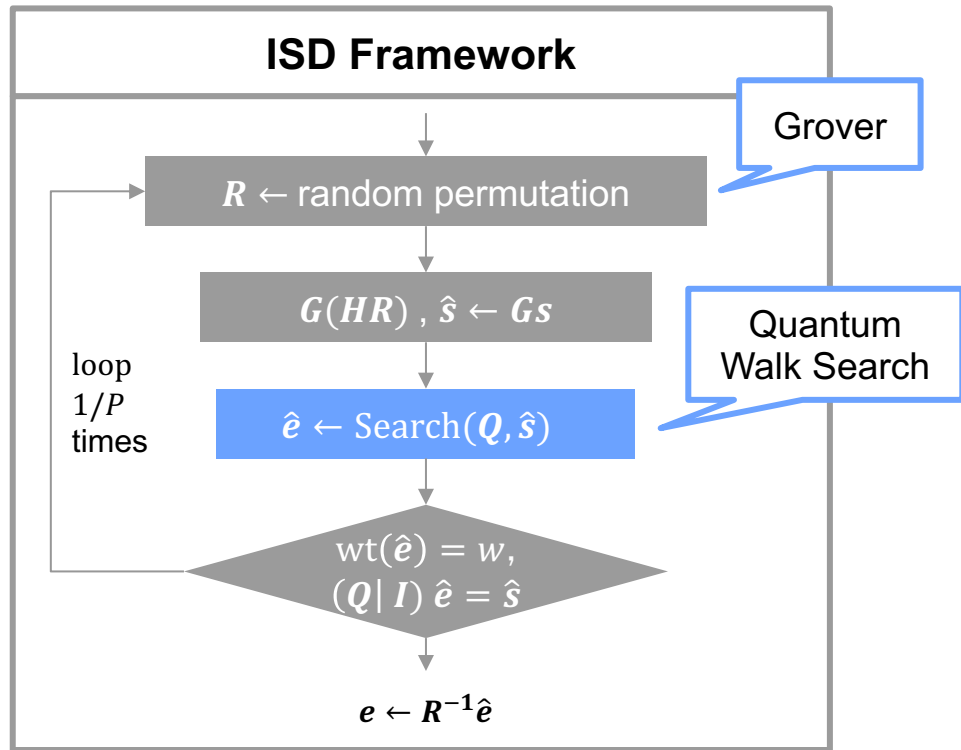 ISD Framework
Grover
𝑹 ← random permutation
𝑮(𝑯𝑹) , 𝒔̂ ← 𝑮𝒔
Quantum
Walk Search
loop
1/𝑃
times
𝒆̂ ← Search(𝑸, 𝒔̂)
wt(𝒆̂) = 𝑤,
(𝑸| 𝑰) 𝒆̂ = 𝒔̂
𝒆 ← 𝑹⁻¹𝒆̂